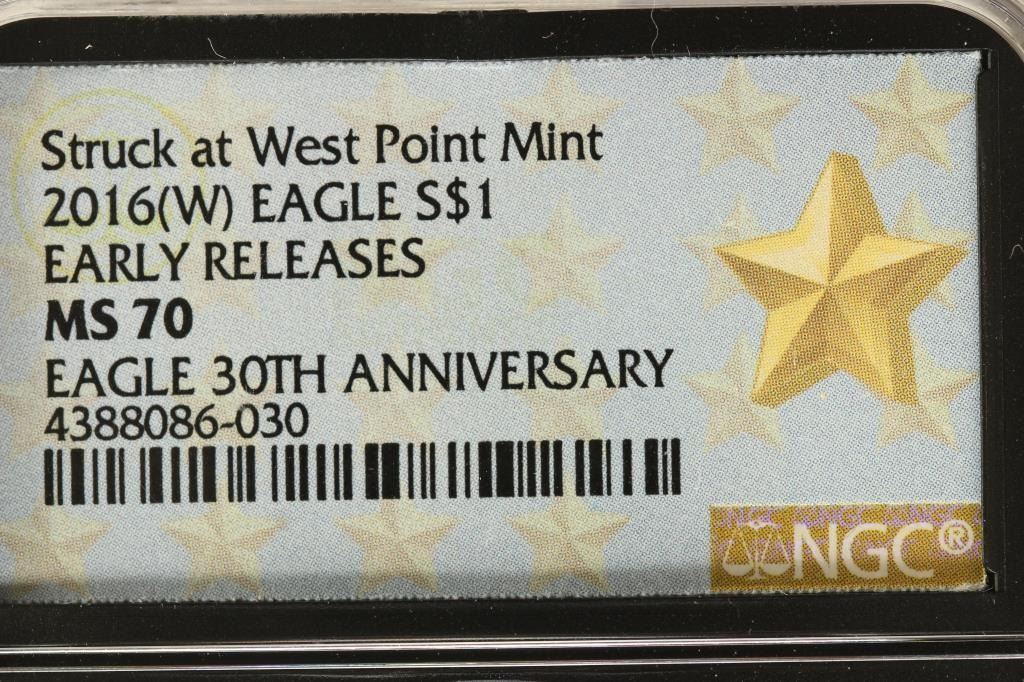 Struck at West Point Mint
2016(W) EAGLE S$1
EARLY RELEASES
MS 70
EAGLE 30TH ANNIVERSARY
4388086-030
NGC®